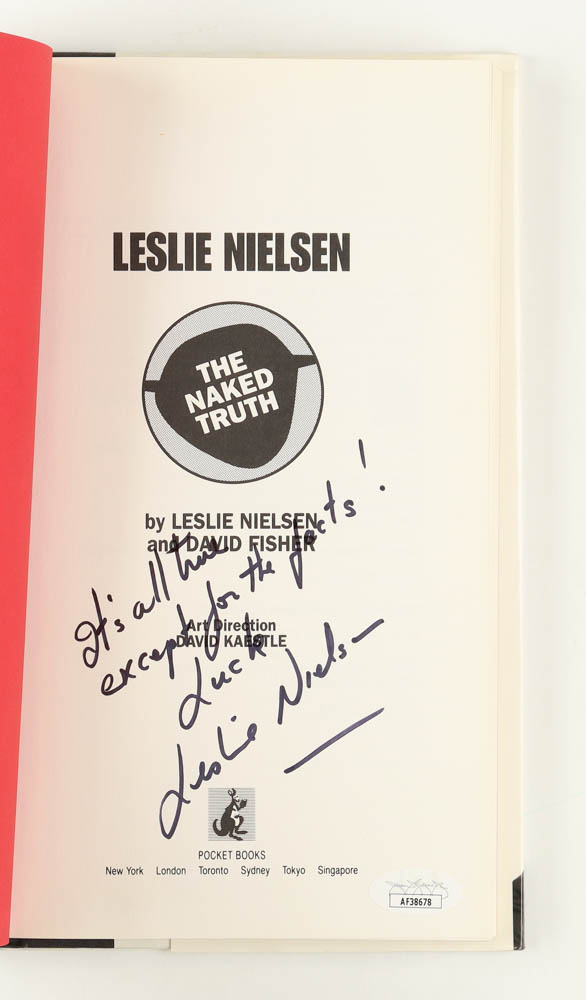 LESLIE NIELSEN
THE
NAKED
TRUTH
by LESLIE NIELSEN
and DAVID FISHER
It's all true
except for the facts!
Art Direction
DAVID KAESTLE
Luck
Leslie Nielsen
POCKET BOOKS
New York London Toronto Sydney Tokyo Singapore
AF38678